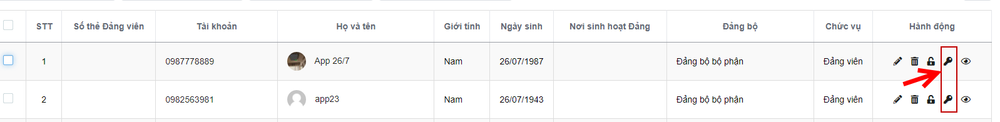 STT Số thẻ Đảng viên Tài khoản Họ và tên Giới tính Ngày sinh Nơi sinh hoạt Đảng Đảng bộ Chức vụ Hành động
1 0987778889 App 26/7 Nam 26/07/1987 Đảng bộ bộ phận Đảng viên
2 0982563981 app23 Nam 26/07/1943 Đảng bộ bộ phận Đảng viên